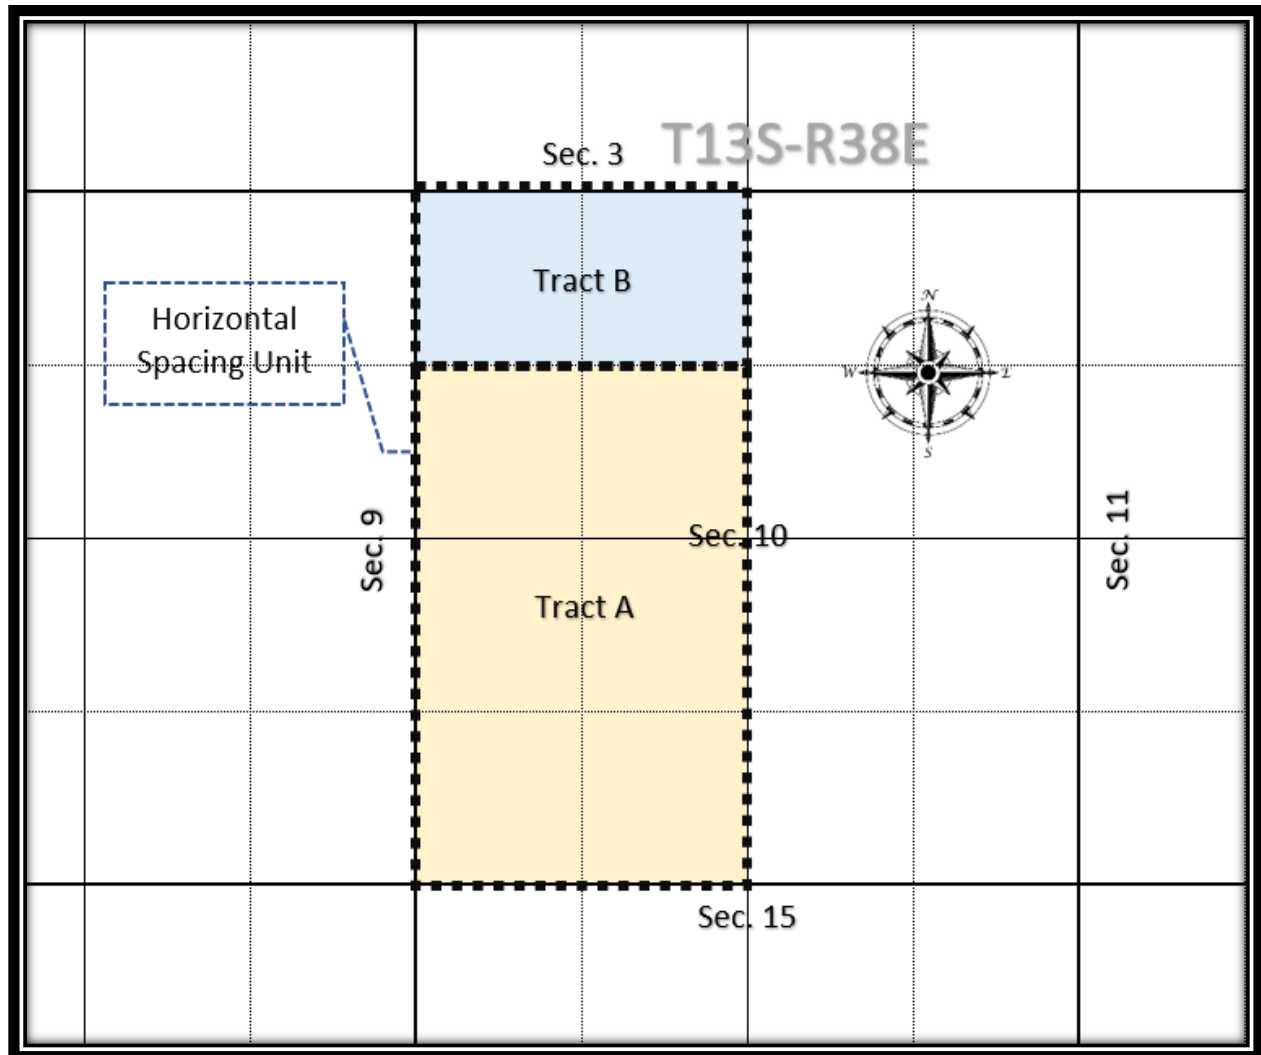 T13S-R38E
Sec. 3
Tract B
Horizontal
Spacing Unit
N
W
E
S
Sec. 9
Sec. 10
Sec. 11
Tract A
Sec. 15